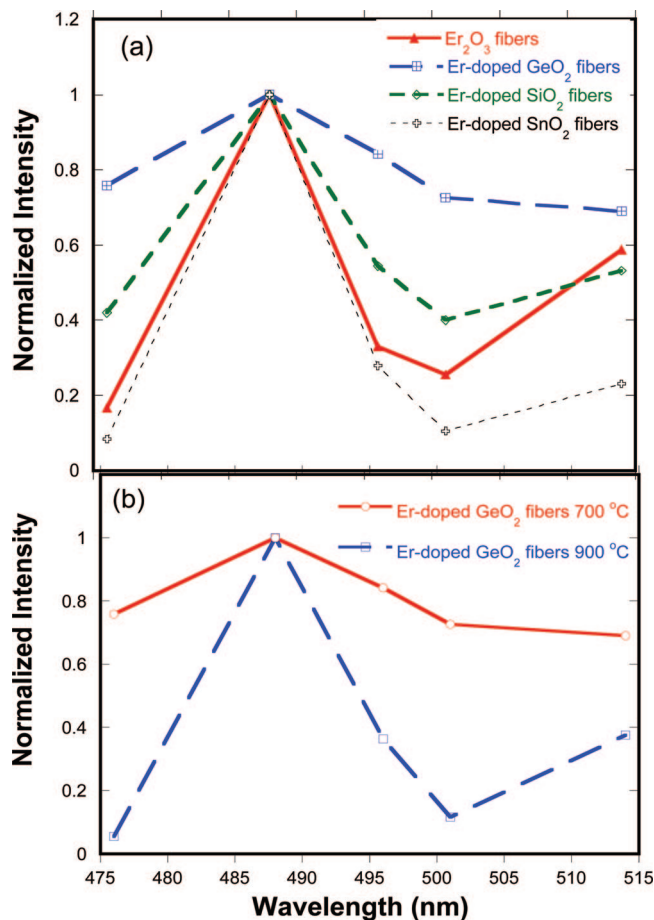 (a)
Er₂O₃ fibers
Er-doped GeO₂ fibers
Er-doped SiO₂ fibers
Er-doped SnO₂ fibers
1.2
1
0.8
0.6
0.4
0.2
0
Normalized Intensity
(b)
Er-doped GeO₂ fibers 700 °C
Er-doped GeO₂ fibers 900 °C
1
0.8
0.6
0.4
0.2
0
Normalized Intensity
475 480 485 490 495 500 505 510 515
Wavelength (nm)